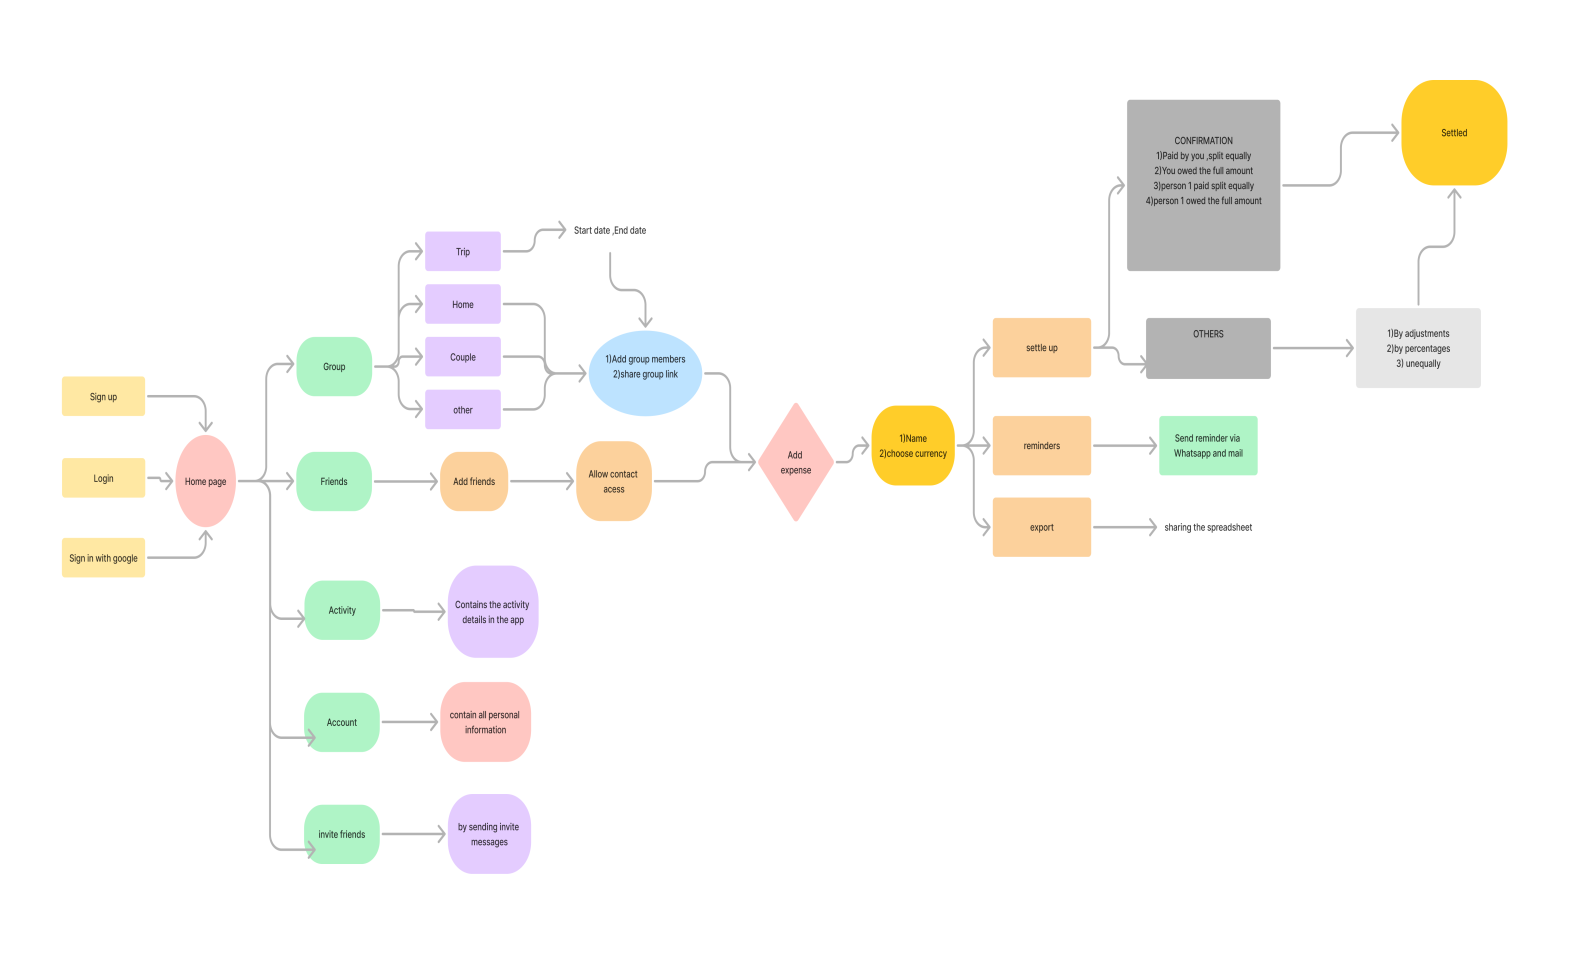 Sign up
Login
Sign in with google
Home page
Group
Friends
Activity
Account
invite friends
Trip
Home
Couple
other
Start date ,End date
1)Add group members
2)share group link
Add friends
Allow contact
acess
Contains the activity
details in the app
contain all personal
information
by sending invite
messages
Add
expense
1)Name
2)choose currency
settle up
reminders
export
CONFIRMATION
1)Paid by you ,split equally
2)You owed the full amount
3)person 1 paid split equally
4)person 1 owed the full amount
OTHERS
1)By adjustments
2)by percentages
3) unequally
Settled
Send reminder via
Whatsapp and mail
sharing the spreadsheet